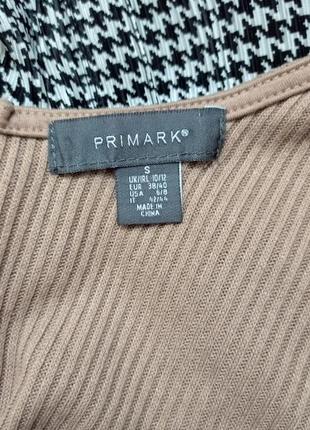 PRIMARK®
S
UK/IRL 10/12
EUR 38/40
USA 6/8
IT 42/44
MADE IN
CHINA